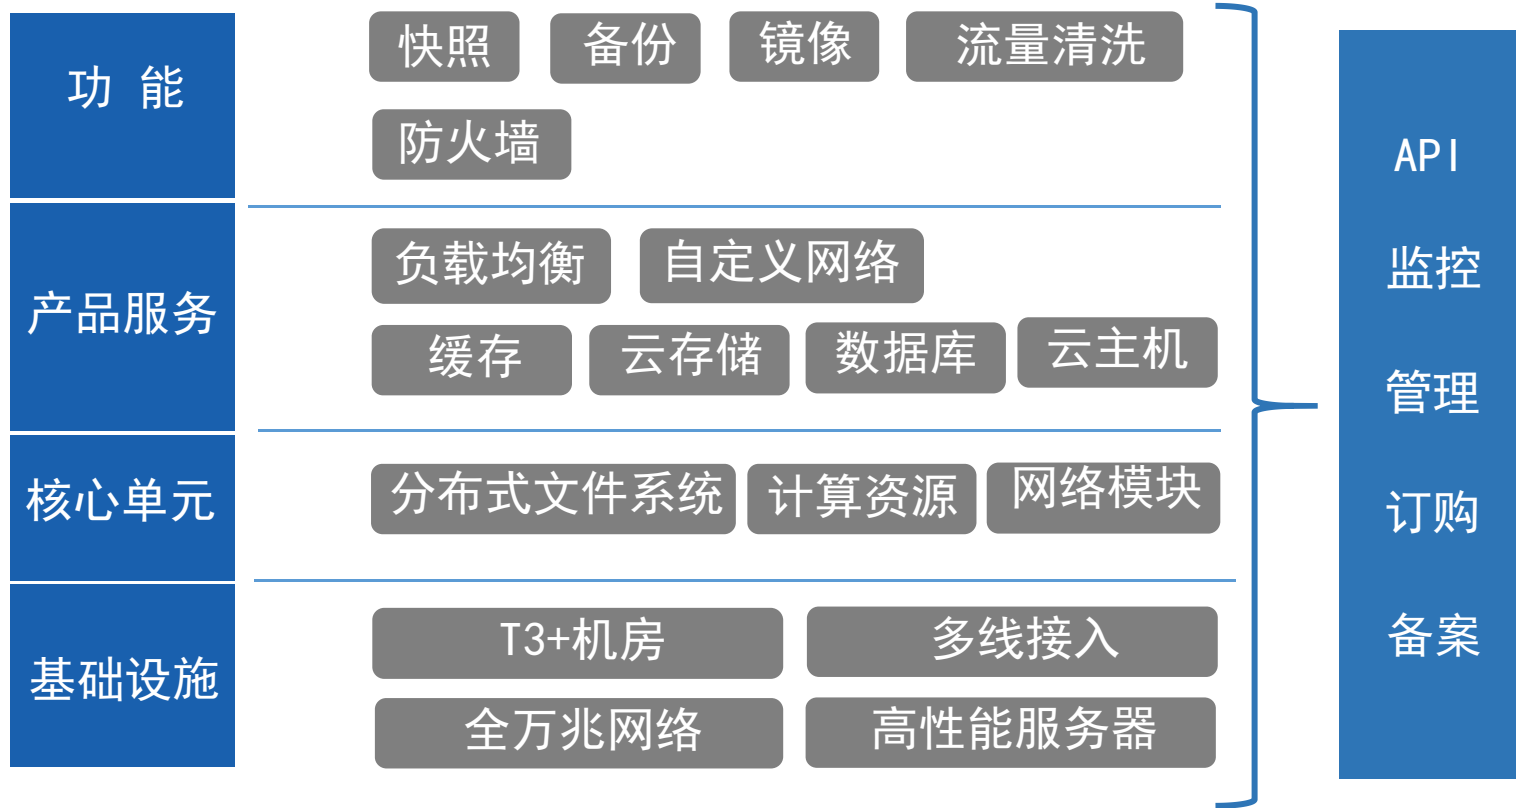 功 能
快照
备份
镜像
流量清洗
防火墙
产品服务
负载均衡
自定义网络
缓存
云存储
数据库
云主机
核心单元
分布式文件系统
计算资源
网络模块
基础设施
T3+机房
多线接入
全万兆网络
高性能服务器
API
监控
管理
订购
备案